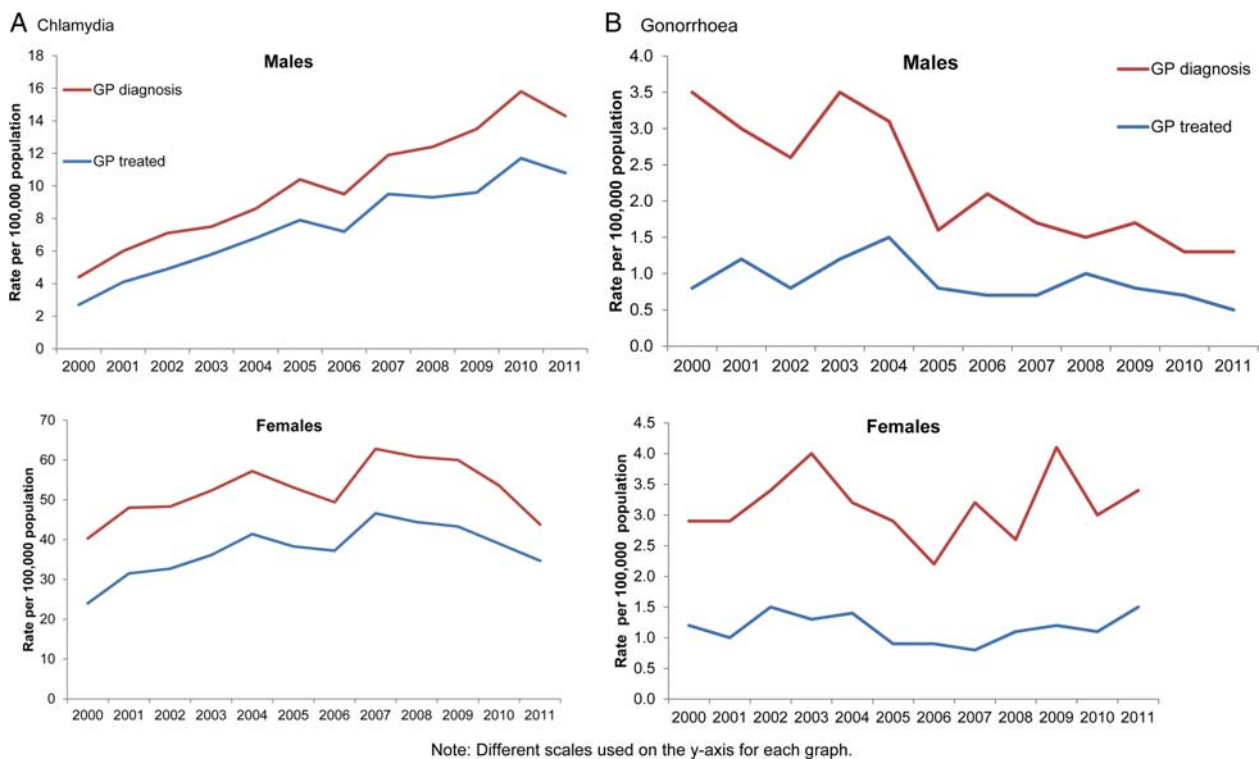 A Chlamydia
Males
Rate per 100,000 population
18
16
14
12
10
8
6
4
2
0
GP diagnosis
GP treated
2000 2001 2002 2003 2004 2005 2006 2007 2008 2009 2010 2011
B Gonorrhoea
Males
Rate per 100,000 population
4.0
3.5
3.0
2.5
2.0
1.5
1.0
0.5
0.0
GP diagnosis
GP treated
2000 2001 2002 2003 2004 2005 2006 2007 2008 2009 2010 2011
Females
Rate per 100,000 population
70
60
50
40
30
20
10
0
2000 2001 2002 2003 2004 2005 2006 2007 2008 2009 2010 2011
Females
Rate per 100,000 population
4.5
4.0
3.5
3.0
2.5
2.0
1.5
1.0
0.5
0.0
2000 2001 2002 2003 2004 2005 2006 2007 2008 2009 2010 2011
Note: Different scales used on the y-axis for each graph.